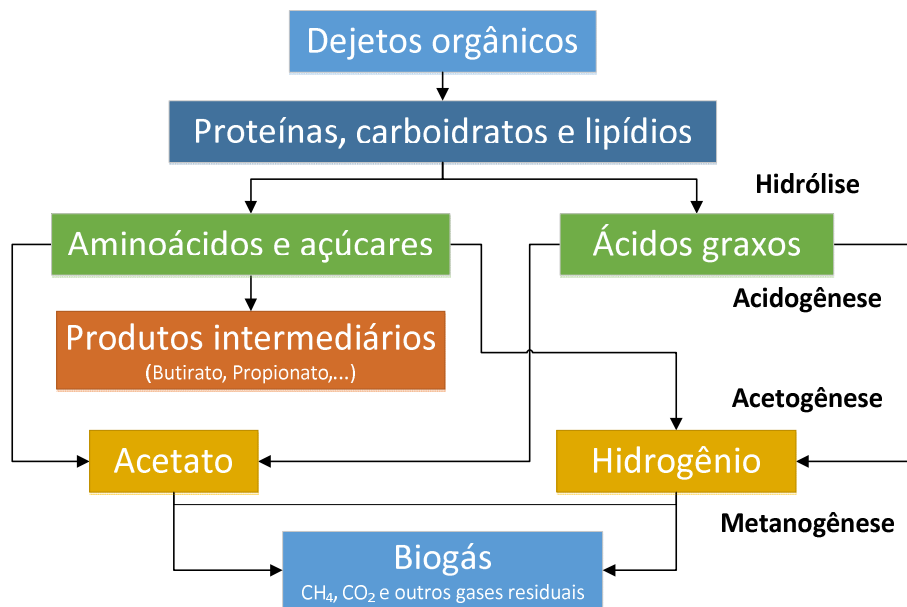 Dejetos orgânicos
Proteínas, carboidratos e lipídios
Hidrólise
Aminoácidos e açúcares
Ácidos graxos
Acidogênese
Produtos intermediários
(Butirato, Propionato,...)
Acetogênese
Acetato
Hidrogênio
Metanogênese
Biogás
CH₄, CO₂ e outros gases residuais